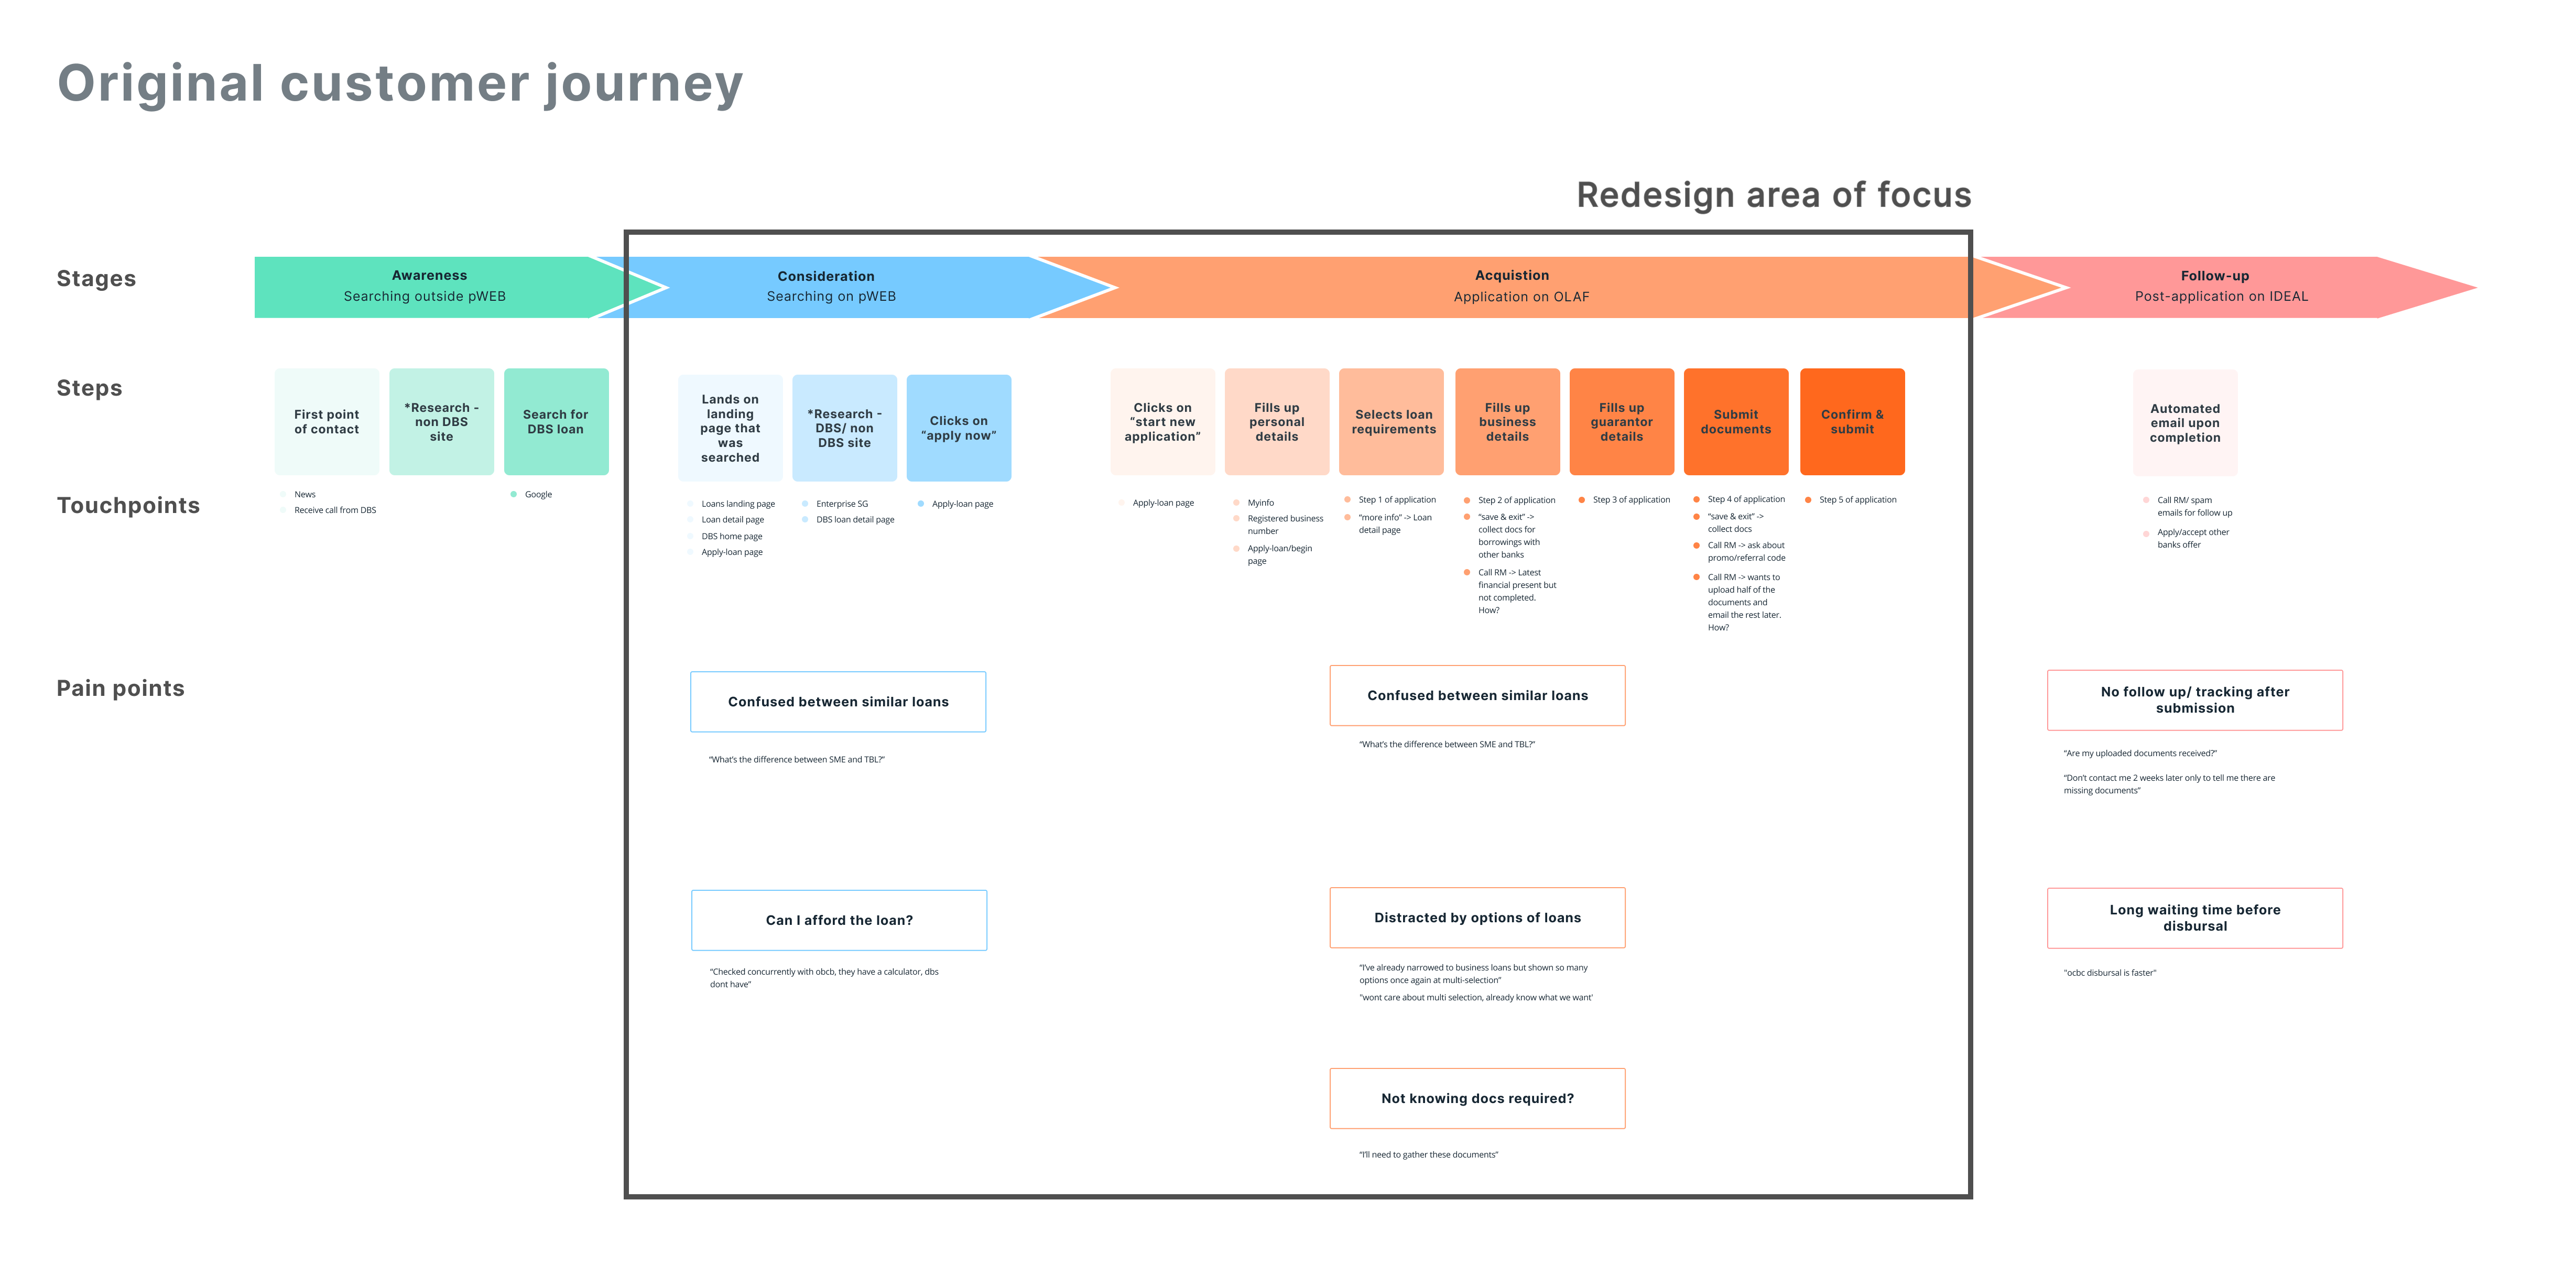 Original customer journey
Redesign area of focus
Stages
Awareness
Searching outside pWEB
Consideration
Searching on pWEB
Acquistion
Application on OLAF
Follow-up
Post-application on IDEAL
Steps
First point
of contact
*Research -
non DBS
site
Search for
DBS loan
Lands on
landing
page that
was
searched
*Research -
DBS/ non
DBS site
Clicks on
“apply now”
Clicks on
“start new
application”
Fills up
personal
details
Selects loan
requirements
Fills up
business
details
Fills up
guarantor
details
Submit
documents
Confirm &
submit
Automated
email upon
completion
Touchpoints
News
Receive call from DBS
Google
Loans landing page
Loan detail page
DBS home page
Apply-loan page
Enterprise SG
DBS loan detail page
Apply-loan page
Apply-loan page
Myinfo
Registered business
number
Apply-loan/begin
page
Step 1 of application
“more info” -> Loan
detail page
Step 2 of application
“save & exit” ->
collect docs for
borrowings with
other banks
Call RM -> Latest
financial present but
not completed.
How?
Step 3 of application
Step 4 of application
“save & exit” ->
collect docs
Call RM -> ask about
promo/referral code
Call RM -> wants to
upload half of the
documents and
email the rest later.
How?
Step 5 of application
Call RM/ spam
emails for follow up
Apply/accept other
banks offer
Pain points
Confused between similar loans
“What’s the difference between SME and TBL?”
Can I afford the loan?
“Checked concurrently with obcb, they have a calculator, dbs
dont have”
Confused between similar loans
“What’s the difference between SME and TBL?”
Distracted by options of loans
“I’ve already narrowed to business loans but shown so many
options once again at multi-selection”
"wont care about multi selection, already know what we want'
Not knowing docs required?
“I’ll need to gather these documents”
No follow up/ tracking after
submission
“Are my uploaded documents received?”
“Don’t contact me 2 weeks later only to tell me there are
missing documents”
Long waiting time before
disbursal
"ocbc disbursal is faster"